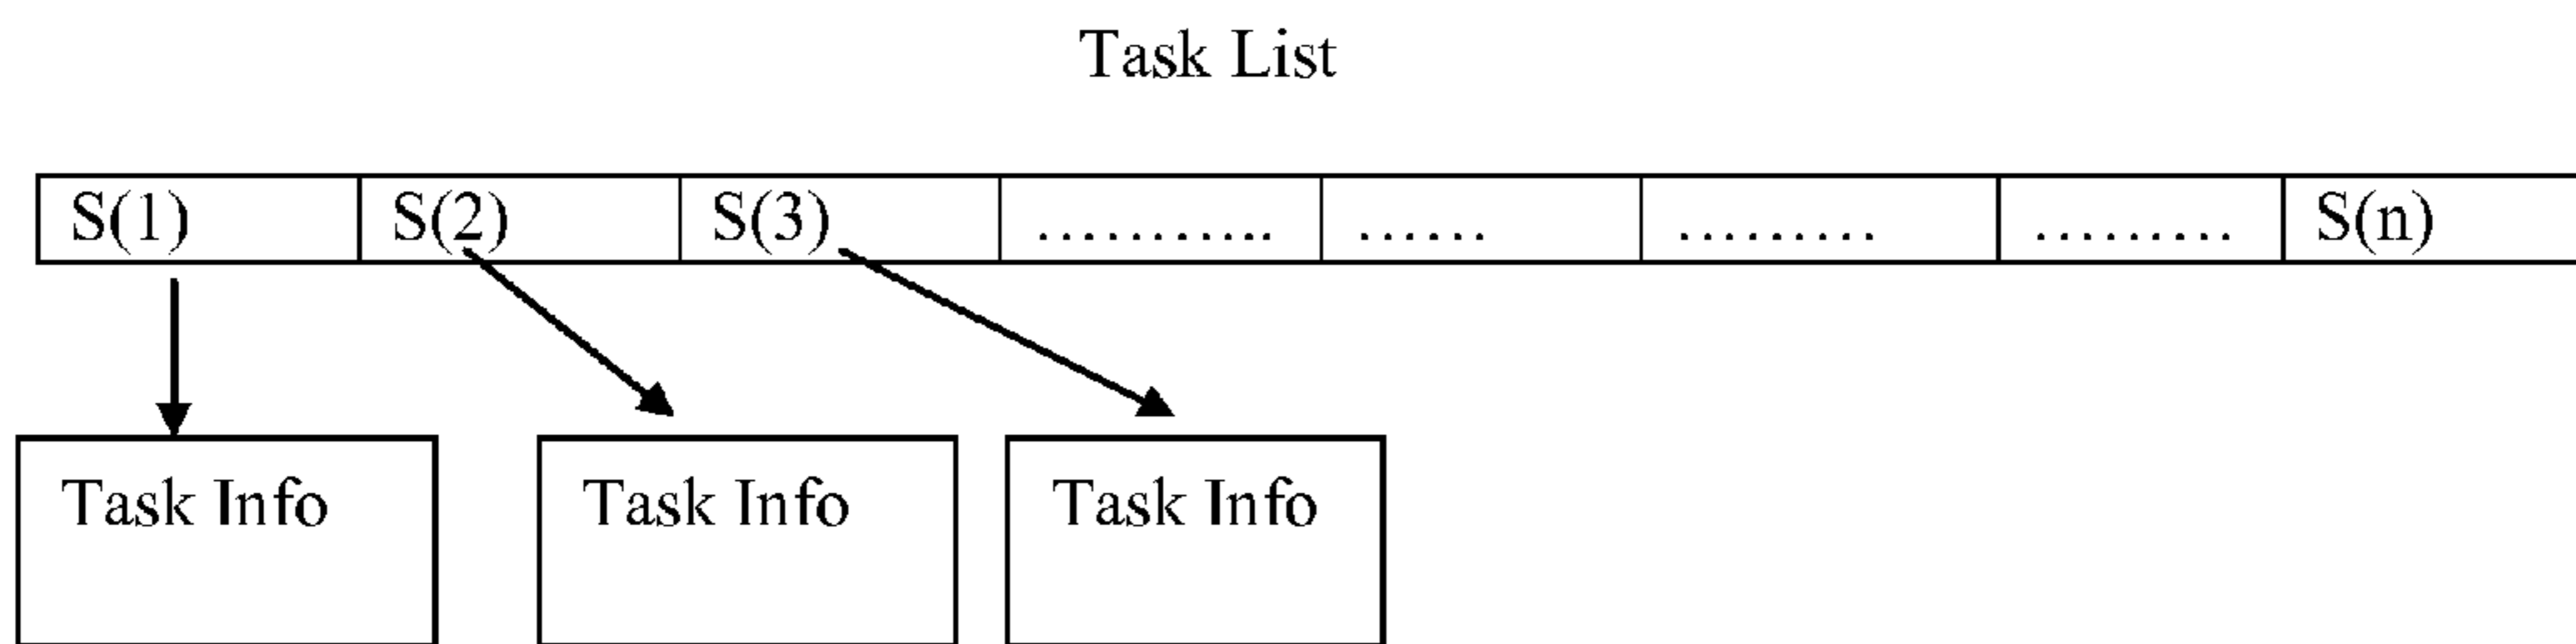 Task List
S(1) S(2) S(3) ........... ...... ......... ......... S(n)
Task Info Task Info Task Info